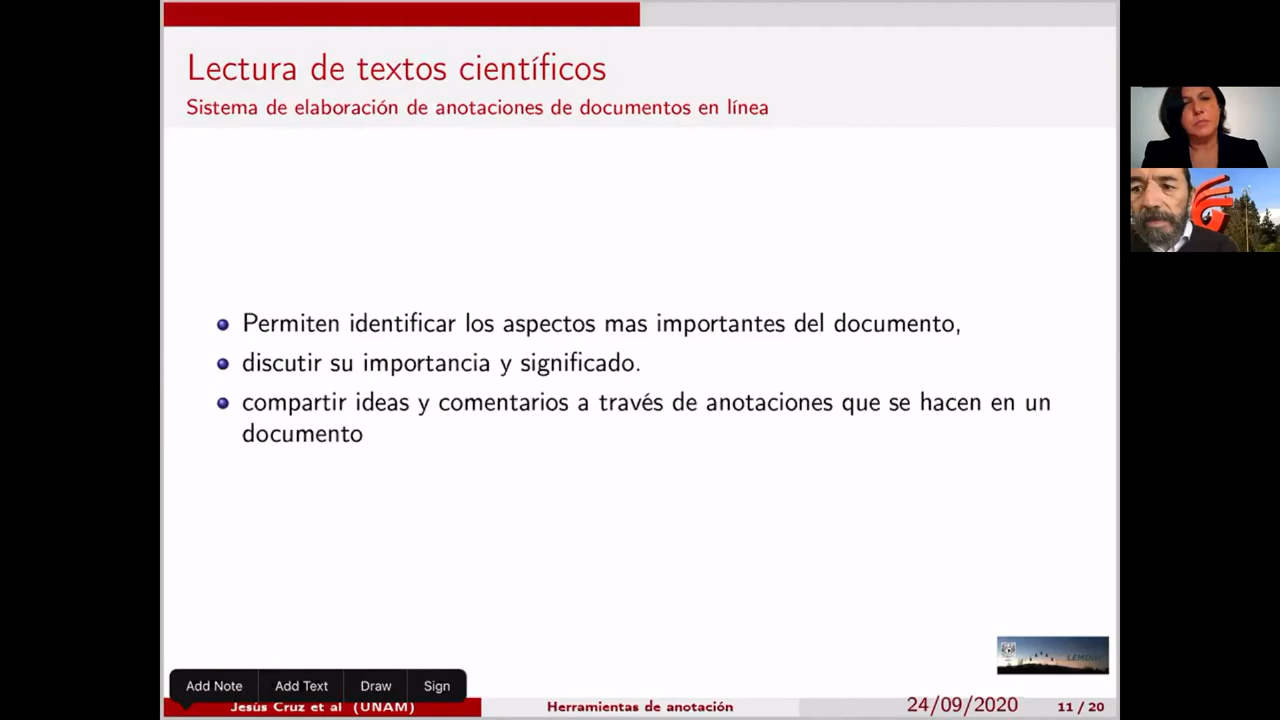 Lectura de textos científicos
Sistema de elaboración de anotaciones de documentos en línea
Permiten identificar los aspectos mas importantes del documento,
discutir su importancia y significado.
compartir ideas y comentarios a través de anotaciones que se hacen en un
documento
LEMDist
Add Note Add Text Draw Sign
Jesús Cruz et al (UNAM) Herramientas de anotación 24/09/2020 11 / 20